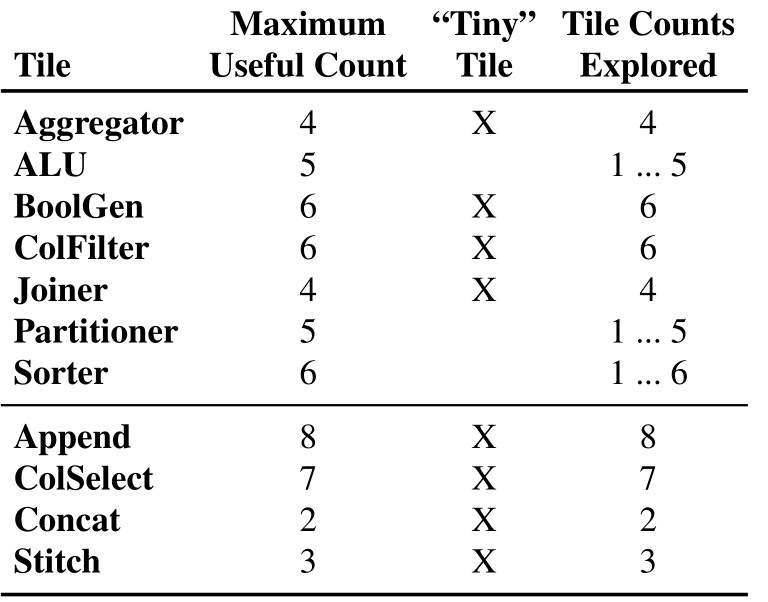 Maximum “Tiny” Tile Counts
Tile Useful Count Tile Explored
Aggregator 4 X 4
ALU 5 1 ... 5
BoolGen 6 X 6
ColFilter 6 X 6
Joiner 4 X 4
Partitioner 5 1 ... 5
Sorter 6 1 ... 6
Append 8 X 8
ColSelect 7 X 7
Concat 2 X 2
Stitch 3 X 3